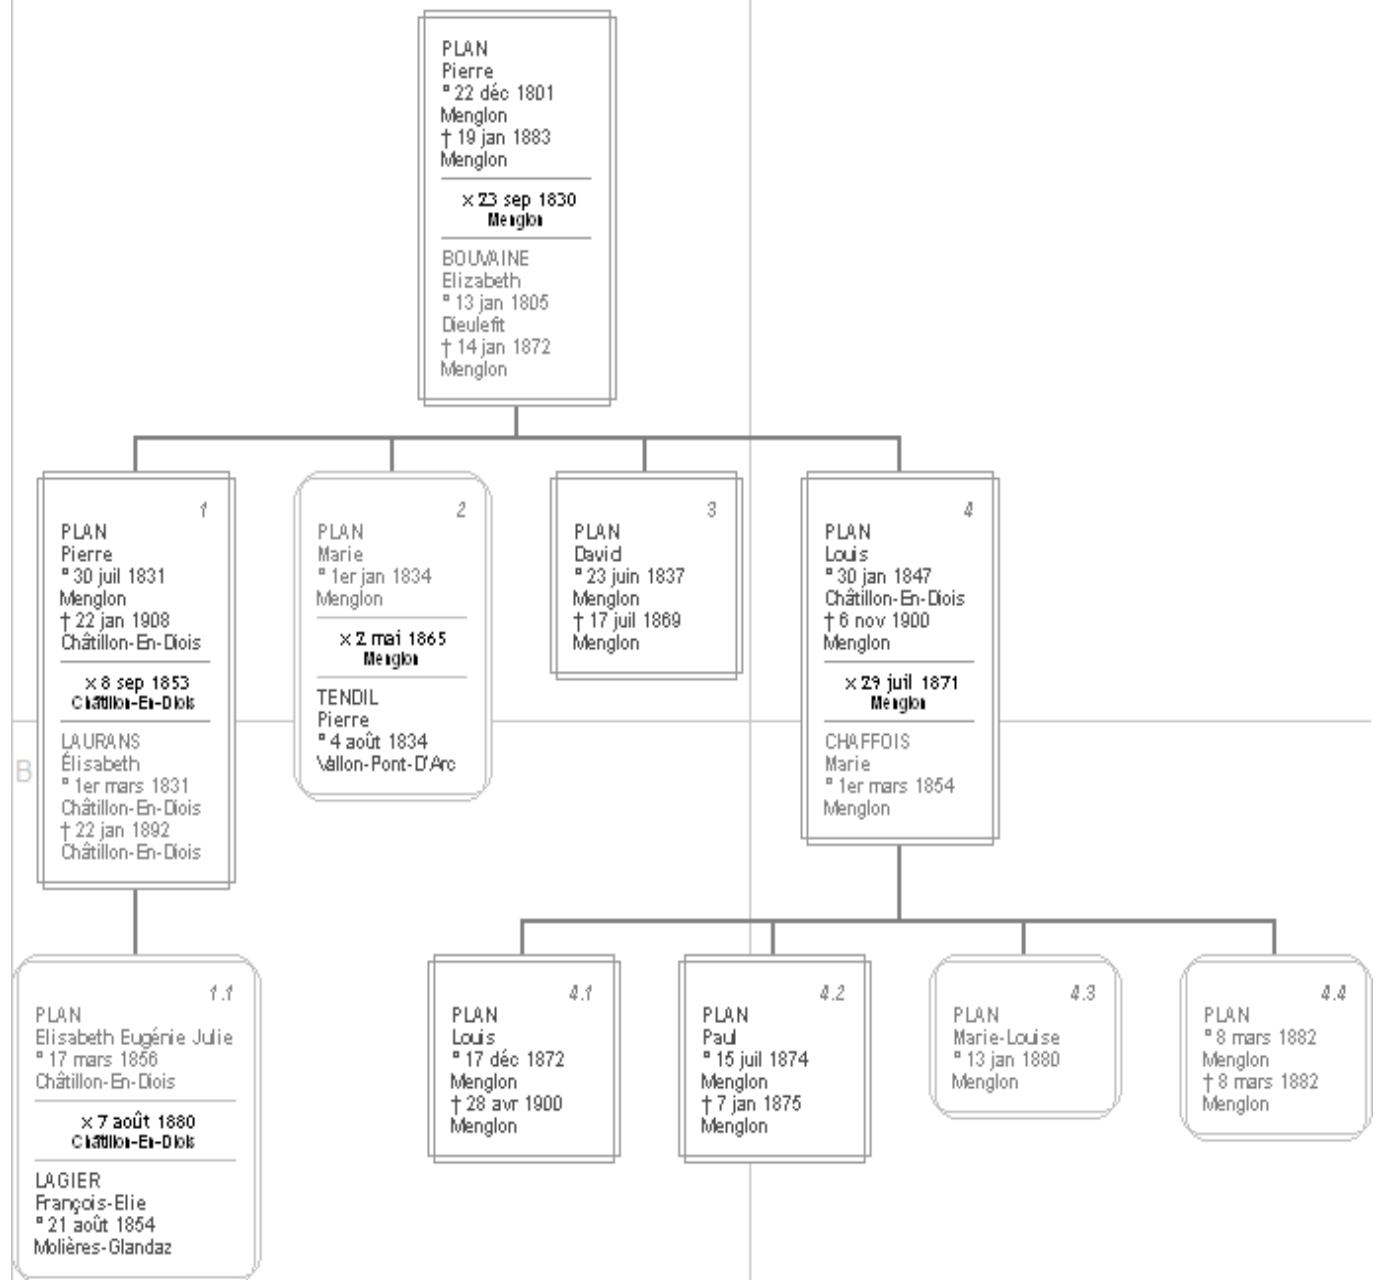 PLAN
Pierre
° 22 déc 1801
Menglon
† 19 jan 1883
Menglon
x 23 sep 1830
Menglon
BOUVAINE
Elizabeth
° 13 jan 1805
Dieulefit
† 14 jan 1872
Menglon
1
PLAN
Pierre
° 30 juil 1831
Menglon
† 22 jan 1908
Châtillon-En-Diois
x 8 sep 1853
Châtillon-En-Diois
LAURANS
Élisabeth
° 1er mars 1831
Châtillon-En-Diois
† 22 jan 1892
Châtillon-En-Diois
2
PLAN
Marie
° 1er jan 1834
Menglon
x 2 mai 1865
Menglon
TENDIL
Pierre
° 4 août 1834
Vallon-Pont-D'Arc
3
PLAN
David
° 23 juin 1837
Menglon
† 17 juil 1869
Menglon
4
PLAN
Louis
° 30 jan 1847
Châtillon-En-Diois
† 6 nov 1900
Menglon
x 29 juil 1871
Menglon
CHAFFOIS
Marie
° 1er mars 1854
Menglon
B
1.1
PLAN
Elisabeth Eugénie Julie
° 17 mars 1856
Châtillon-En-Diois
x 7 août 1880
Châtillon-En-Diois
LAGIER
François-Elie
° 21 août 1854
Molières-Glandaz
4.1
PLAN
Louis
° 17 déc 1872
Menglon
† 28 avr 1900
Menglon
4.2
PLAN
Paul
° 15 juil 1874
Menglon
† 7 jan 1875
Menglon
4.3
PLAN
Marie-Louise
° 13 jan 1880
Menglon
4.4
PLAN
° 8 mars 1882
Menglon
† 8 mars 1882
Menglon